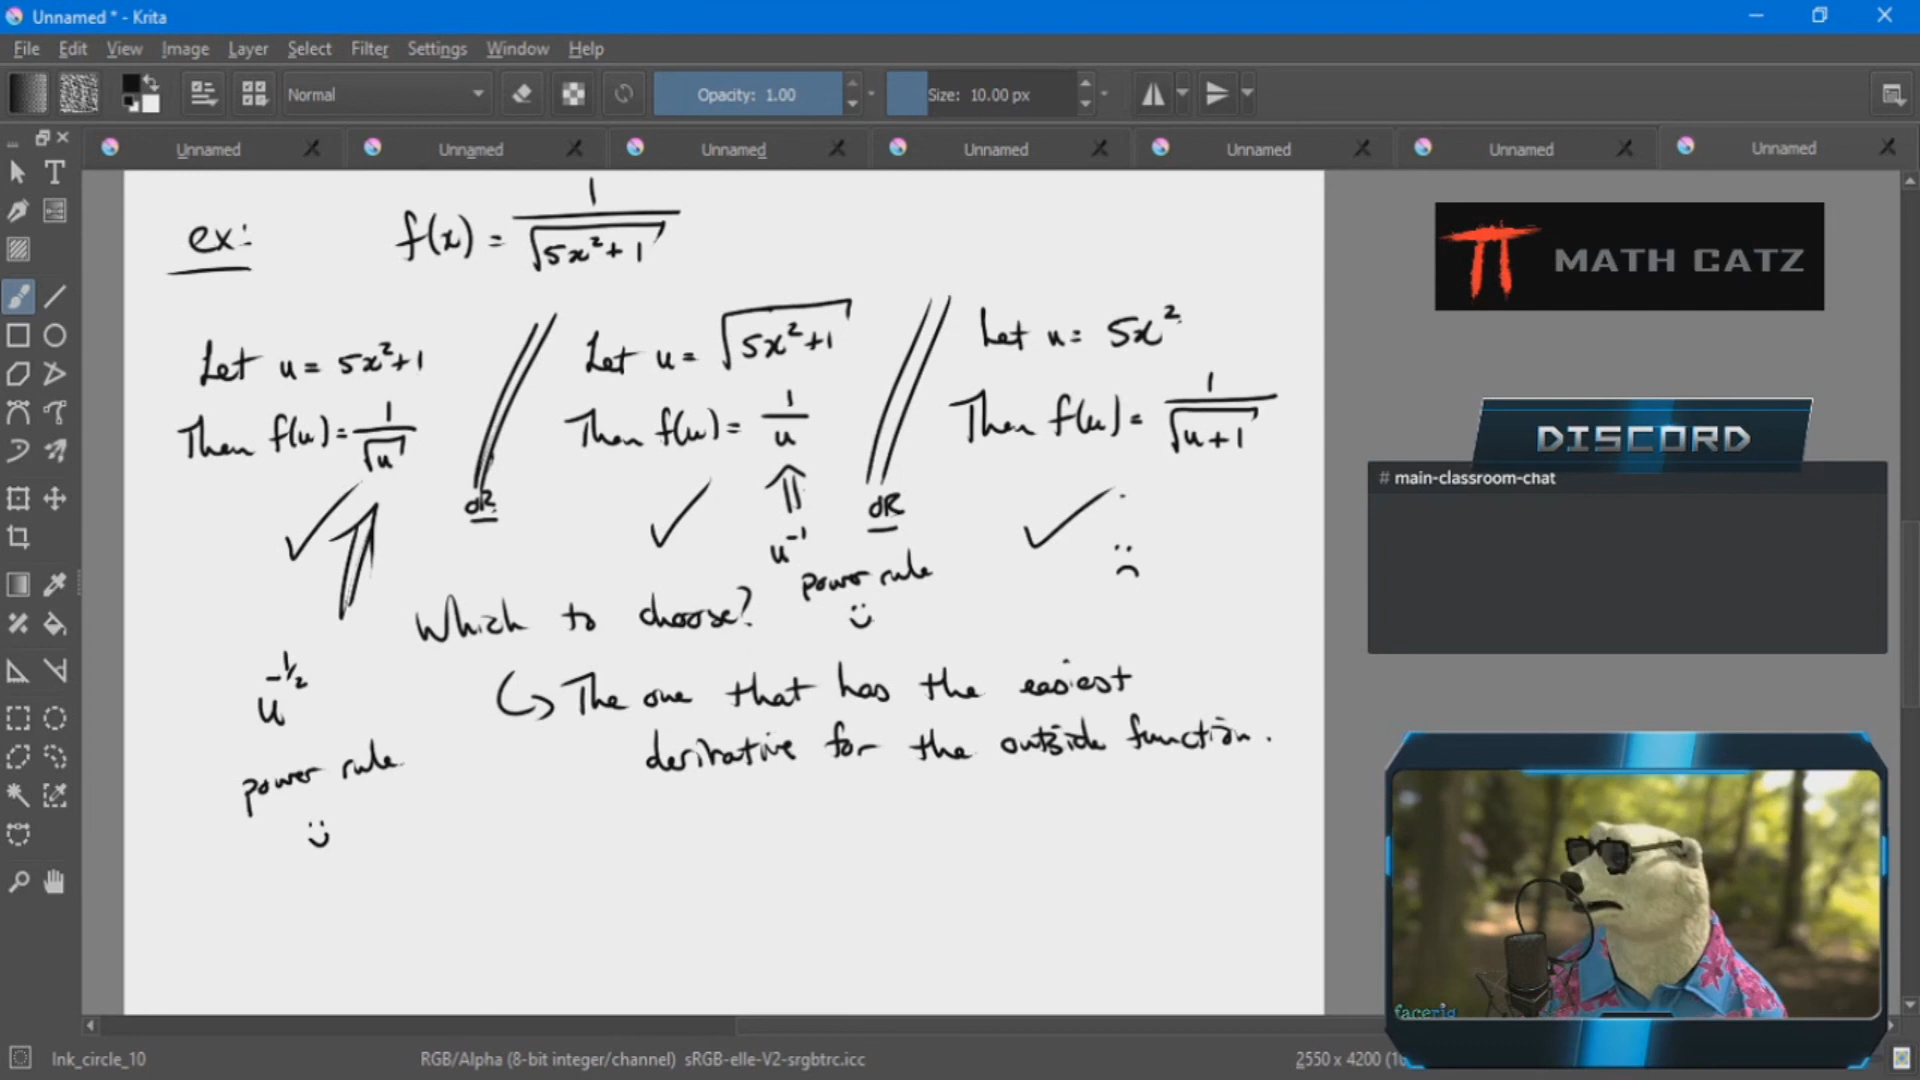 Unnamed * - Krita
File Edit View Image Layer Select Filter Settings Window Help
Normal Opacity: 1.00 Size: 10.00 px
Unnamed Unnamed Unnamed Unnamed Unnamed Unnamed Unnamed
ex: f(x) = 1/√(5x²+1)
Let u = 5x²+1
Then f(u) = 1/√u
u^(-1/2)
power rule
OR
Let u = √(5x²+1)
Then f(u) = 1/u
u^(-1)
power rule
OR
Let u = 5x²
Then f(u) = 1/√(u+1)
Which to choose?
The one that has the easiest
derivative for the outside function.
MATH CATZ
DISCORD
# main-classroom-chat
facerig
Ink_circle_10
RGB/Alpha (8-bit integer/channel) sRGB-elle-V2-srgbtrc.icc
2550 x 4200